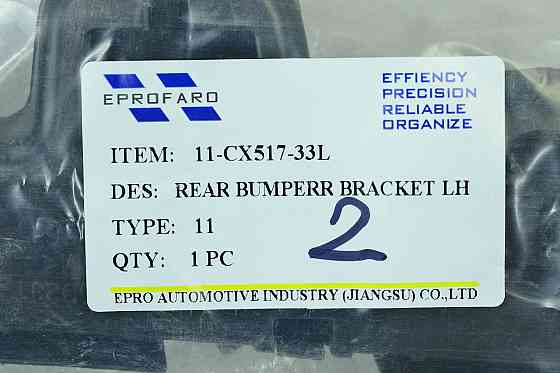 EPROFARO
EFFIENCY
PRECISION
RELIABLE
ORGANIZE
ITEM: 11-CX517-33L
DES: REAR BUMPERR BRACKET LH
TYPE: 11
2
QTY: 1 PC
EPRO AUTOMOTIVE INDUSTRY (JIANGSU) CO.,LTD